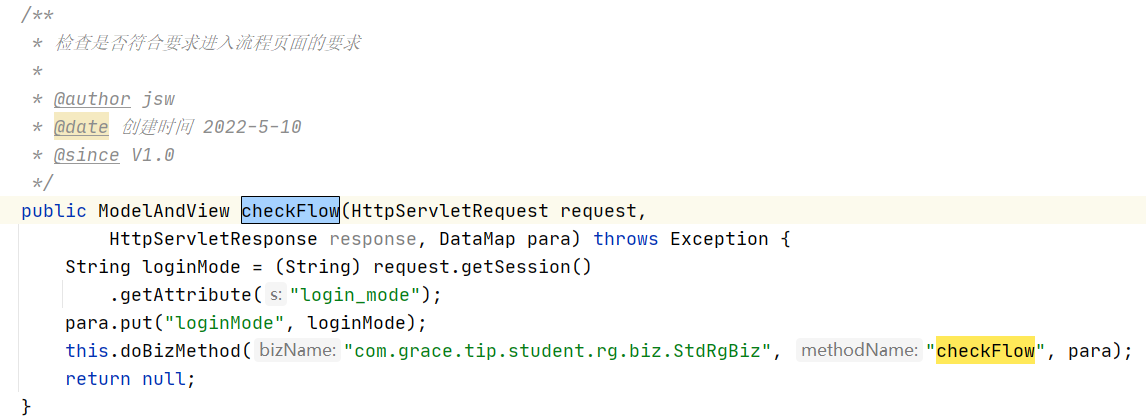 /**
 * 检查是否符合要求进入流程页面的要求
 *
 * @author jsw
 * @date 创建时间 2022-5-10
 * @since V1.0
 */
public ModelAndView checkFlow(HttpServletRequest request,
        HttpServletResponse response, DataMap para) throws Exception {
    String loginMode = (String) request.getSession()
        .getAttribute( s: "login_mode");
    para.put("loginMode", loginMode);
    this.doBizMethod( bizName: "com.grace.tip.student.rg.biz.StdRgBiz", methodName: "checkFlow", para);
    return null;
}